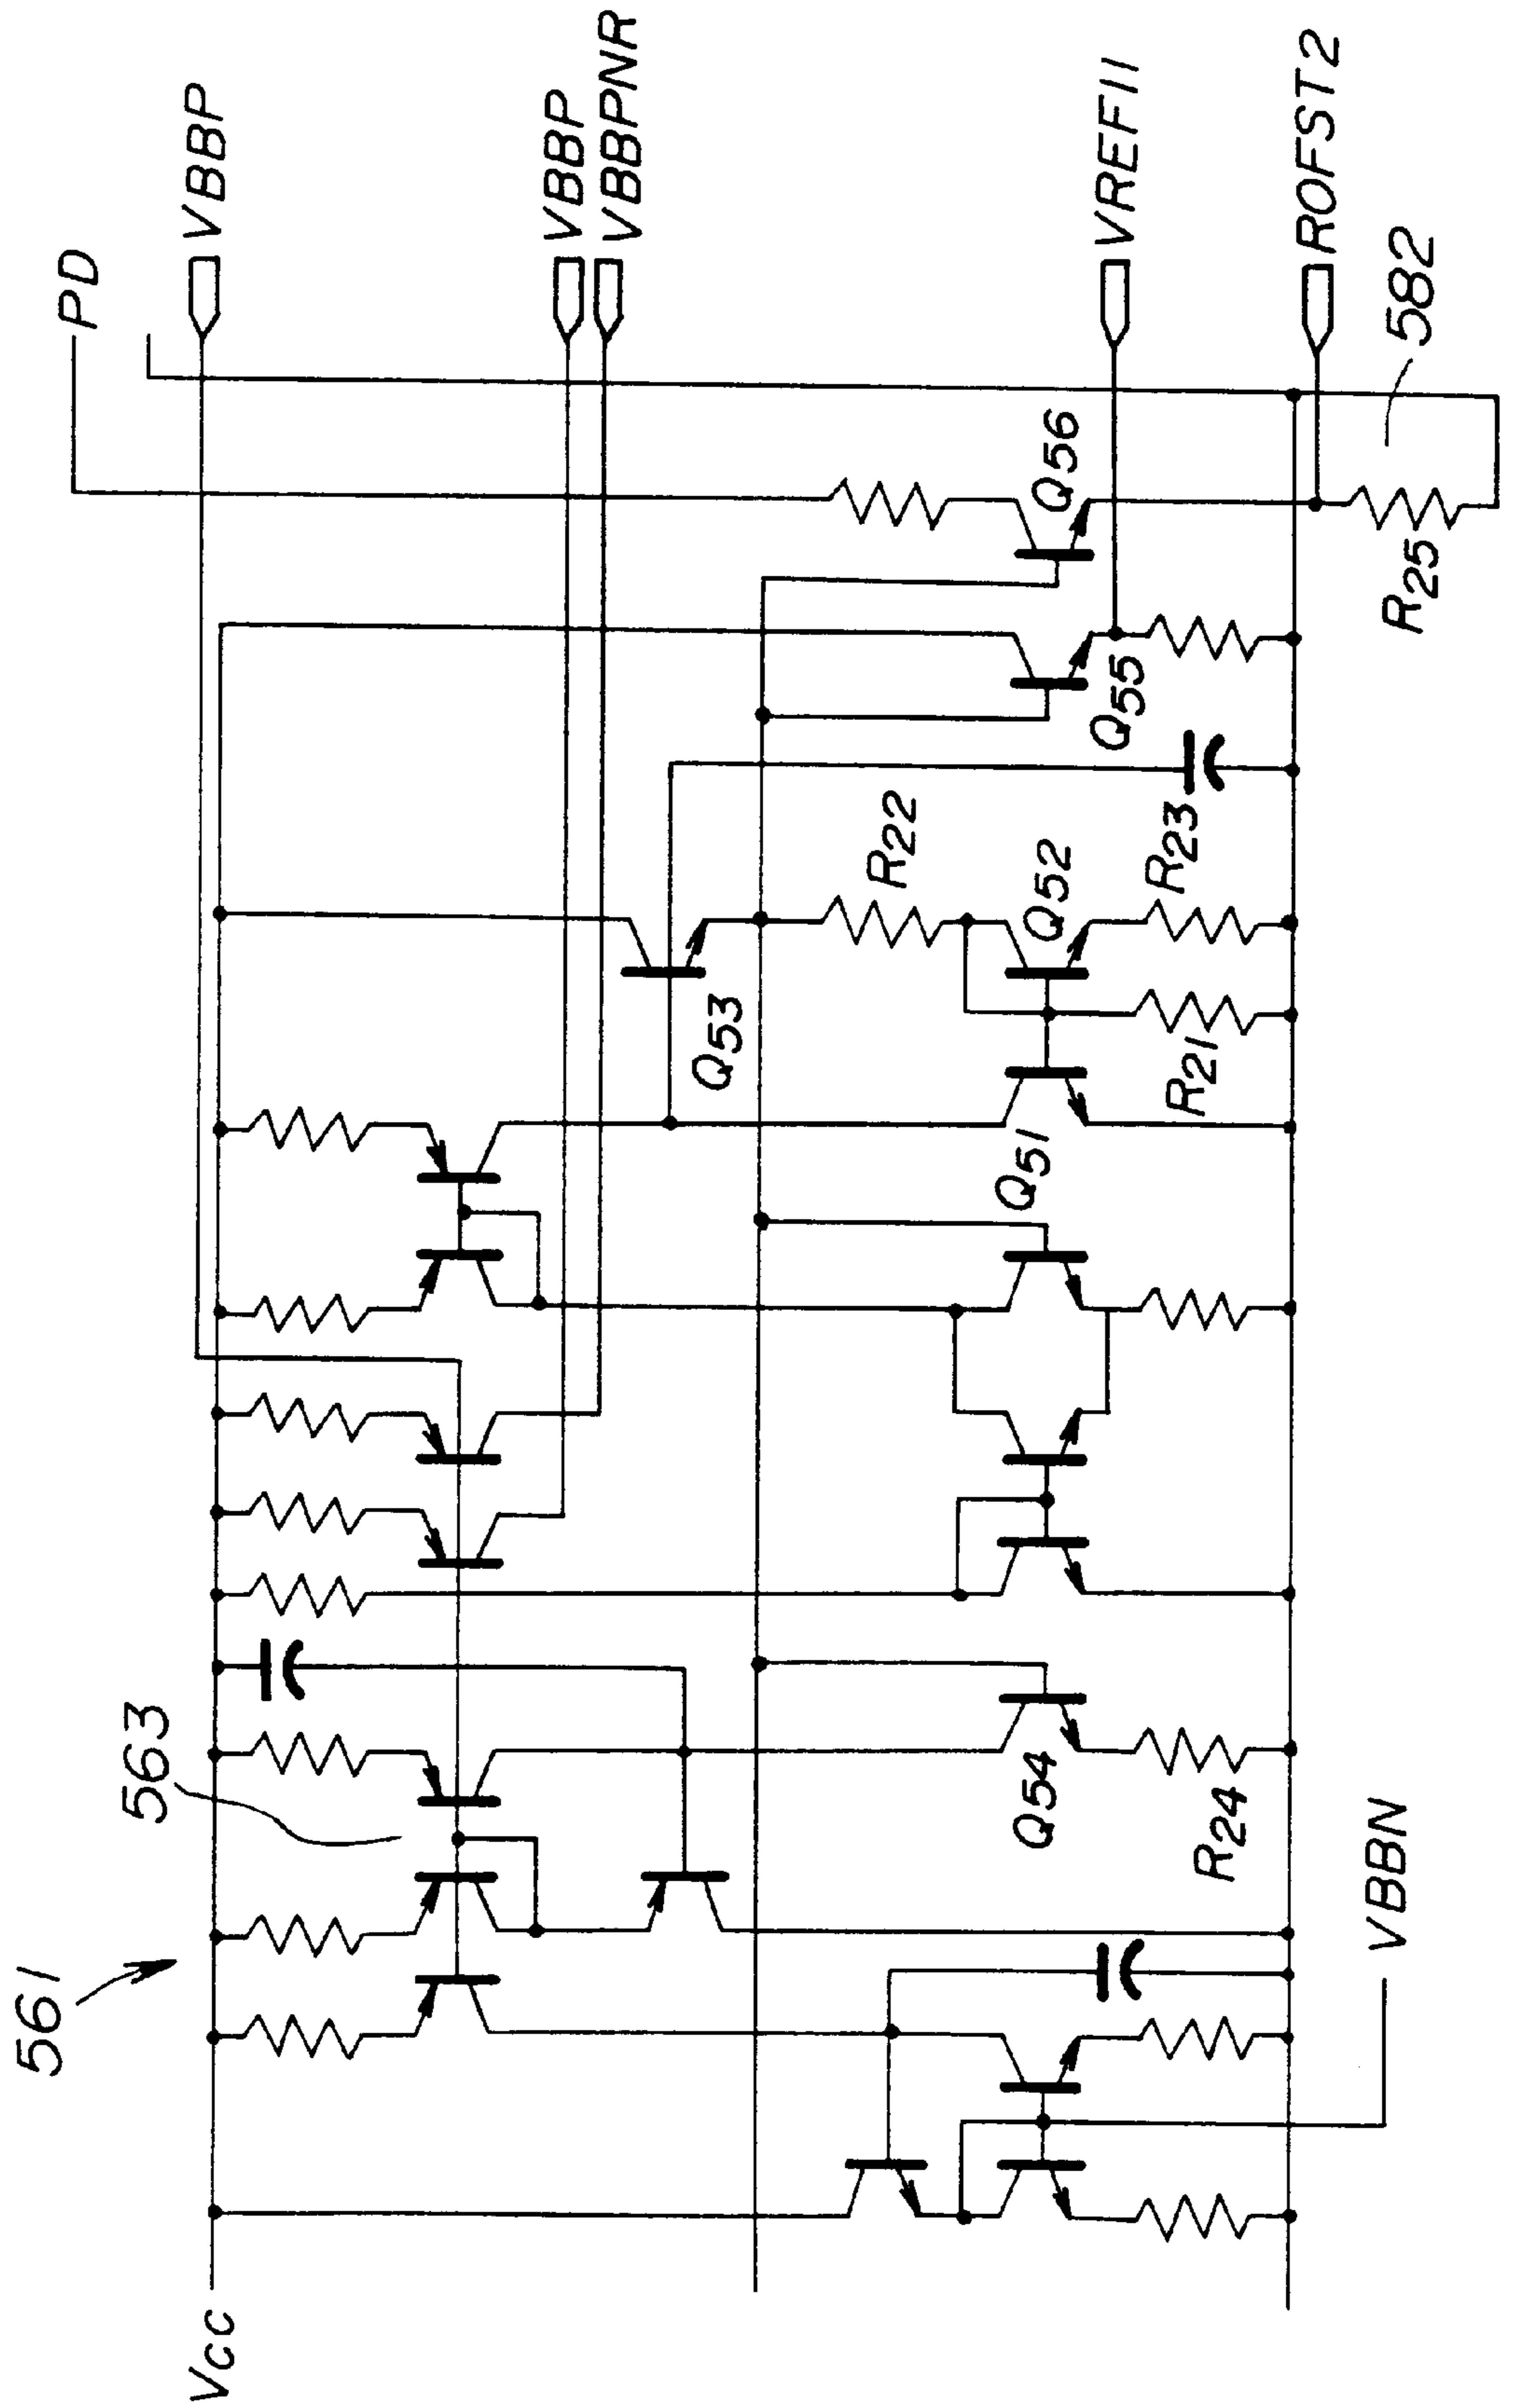 561
563
Vcc
PD
VBBP
VBBP
VBBPNR
VREF11
ROFST2
582
Q53
R22
Q56
Q51
Q52
Q55
Q54
R21
R23
R25
R24
VBBN